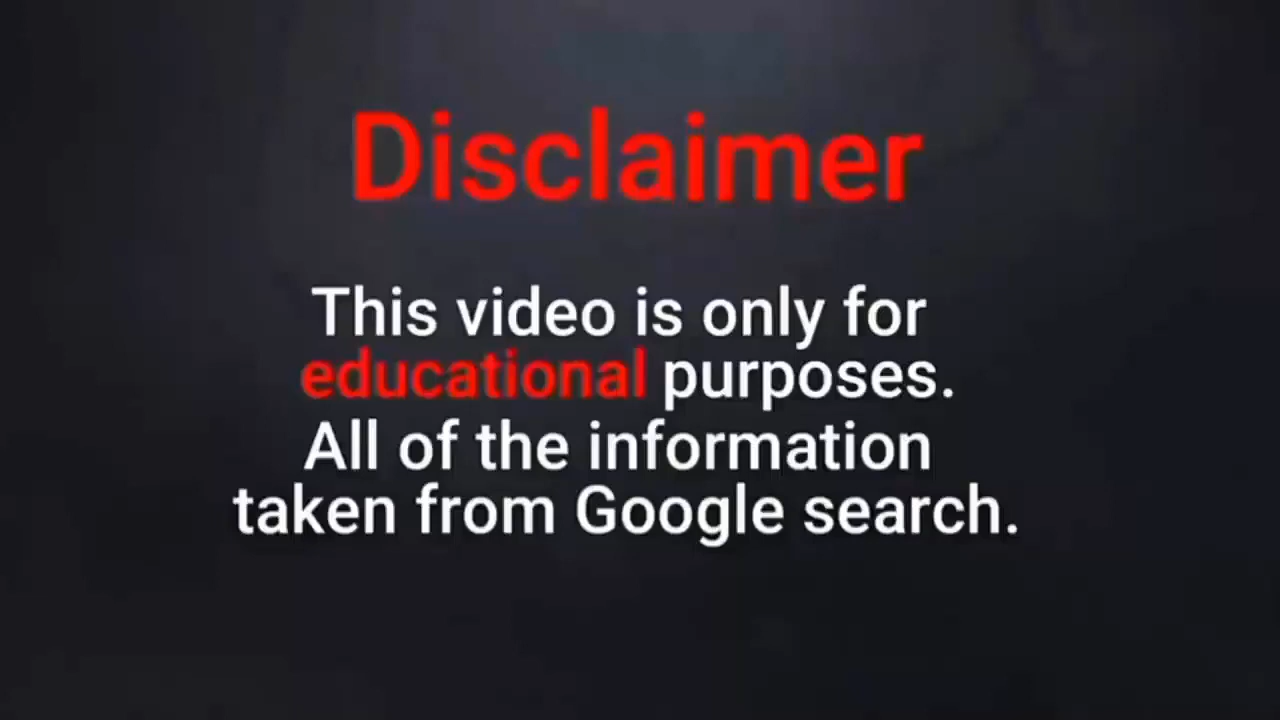 Disclaimer
This video is only for
educational purposes.
All of the information
taken from Google search.